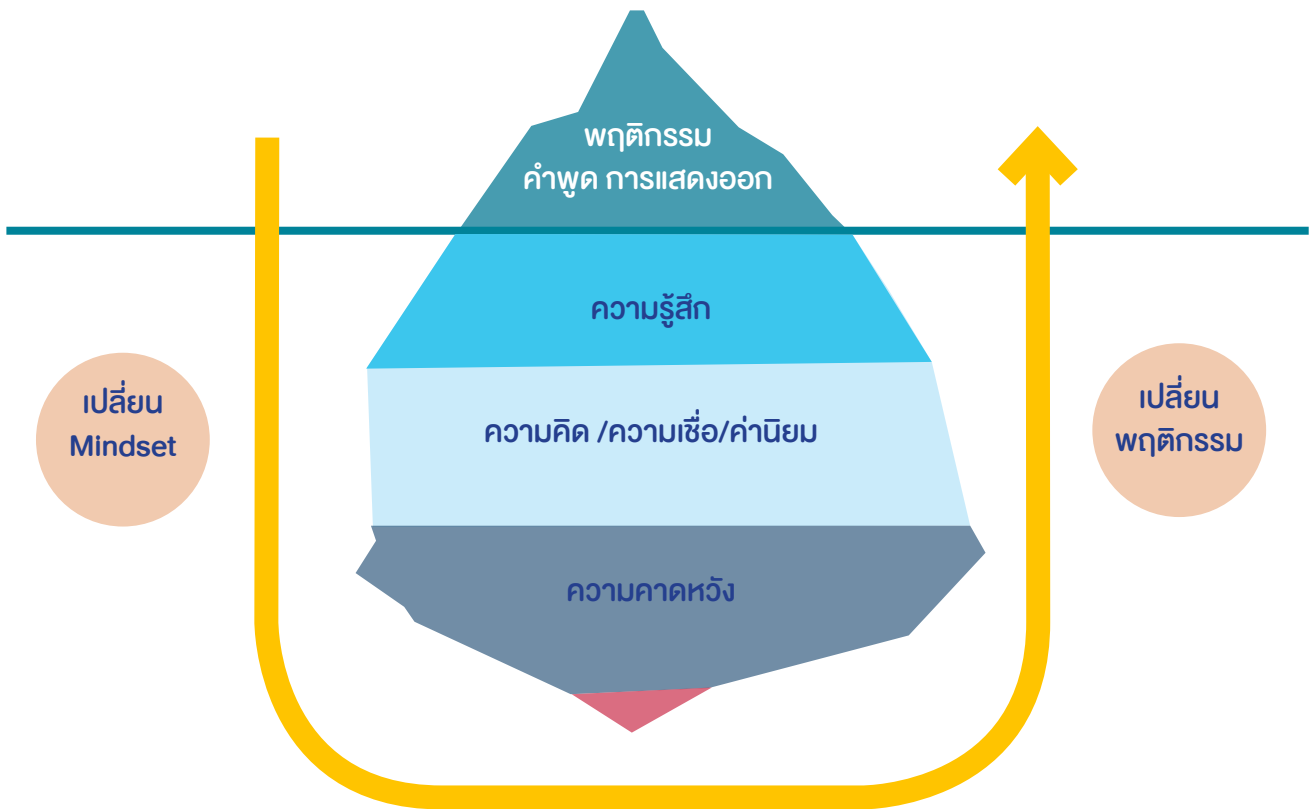 พฤติกรรม
คำพูด การแสดงออก
ความรู้สึก
เปลี่ยน
Mindset
ความคิด /ความเชื่อ/ค่านิยม
เปลี่ยน
พฤติกรรม
ความคาดหวัง